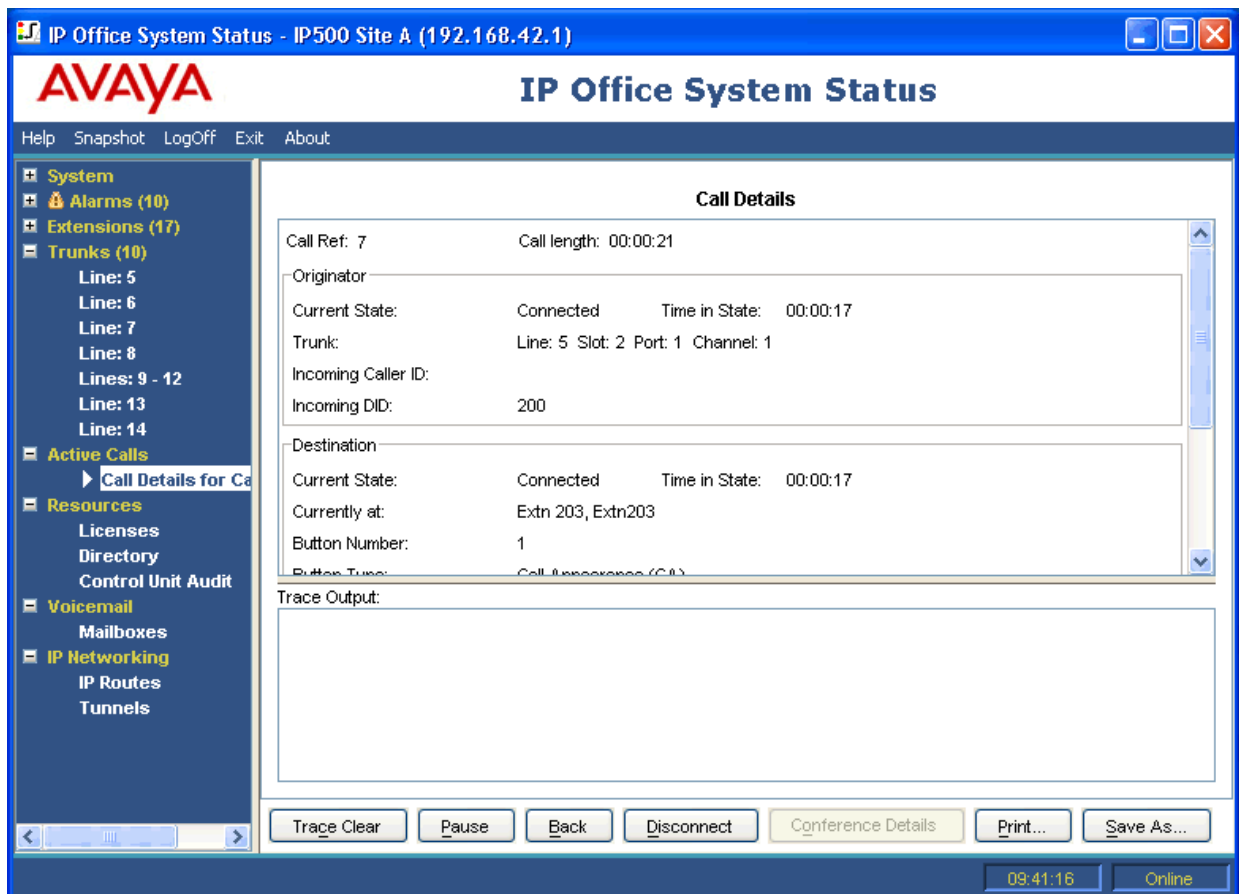 IP Office System Status - IP500 Site A (192.168.42.1)
AVAYA
IP Office System Status
Help Snapshot LogOff Exit About
System
Alarms (10)
Extensions (17)
Trunks (10)
Line: 5
Line: 6
Line: 7
Line: 8
Lines: 9 - 12
Line: 13
Line: 14
Active Calls
Call Details for Ca
Resources
Licenses
Directory
Control Unit Audit
Voicemail
Mailboxes
IP Networking
IP Routes
Tunnels
Call Details
Call Ref: 7 Call length: 00:00:21
Originator
Current State: Connected Time in State: 00:00:17
Trunk: Line: 5 Slot: 2 Port: 1 Channel: 1
Incoming Caller ID:
Incoming DID: 200
Destination
Current State: Connected Time in State: 00:00:17
Currently at: Extn 203, Extn203
Button Number: 1
Button Type: Call Appearance (CA)
Trace Output:
Trace Clear Pause Back Disconnect Conference Details Print... Save As...
09:41:16 Online